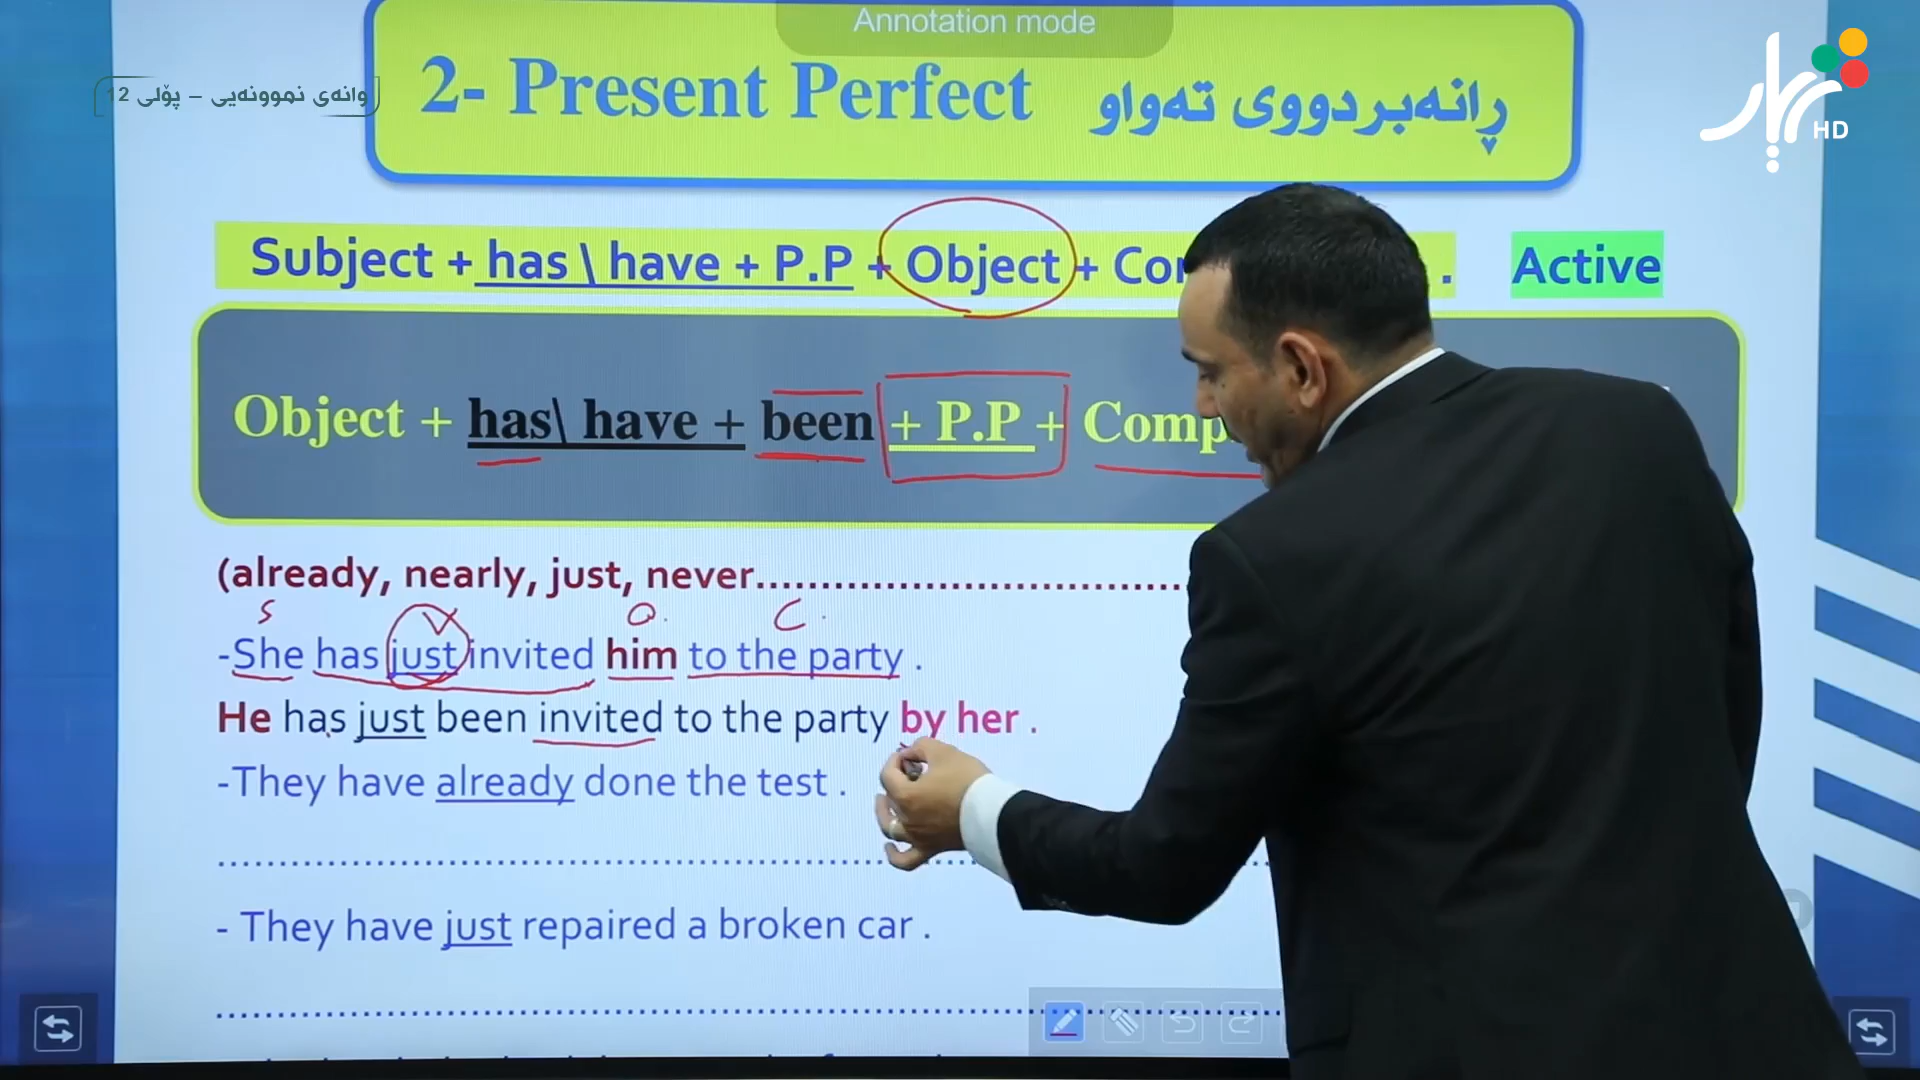 Annotation mode
2- Present Perfect ڕانەبردووی تەواو
وانەی نموونەیی – پۆلی 12
HD
Subject + has \ have + P.P + Object + . Active
Object + has\ have + been + P.P +
(already, nearly, just, never........................................
S V O. C.
-She has just invited him to the party .
He has just been invited to the party by her .
-They have already done the test .
- They have just repaired a broken car .